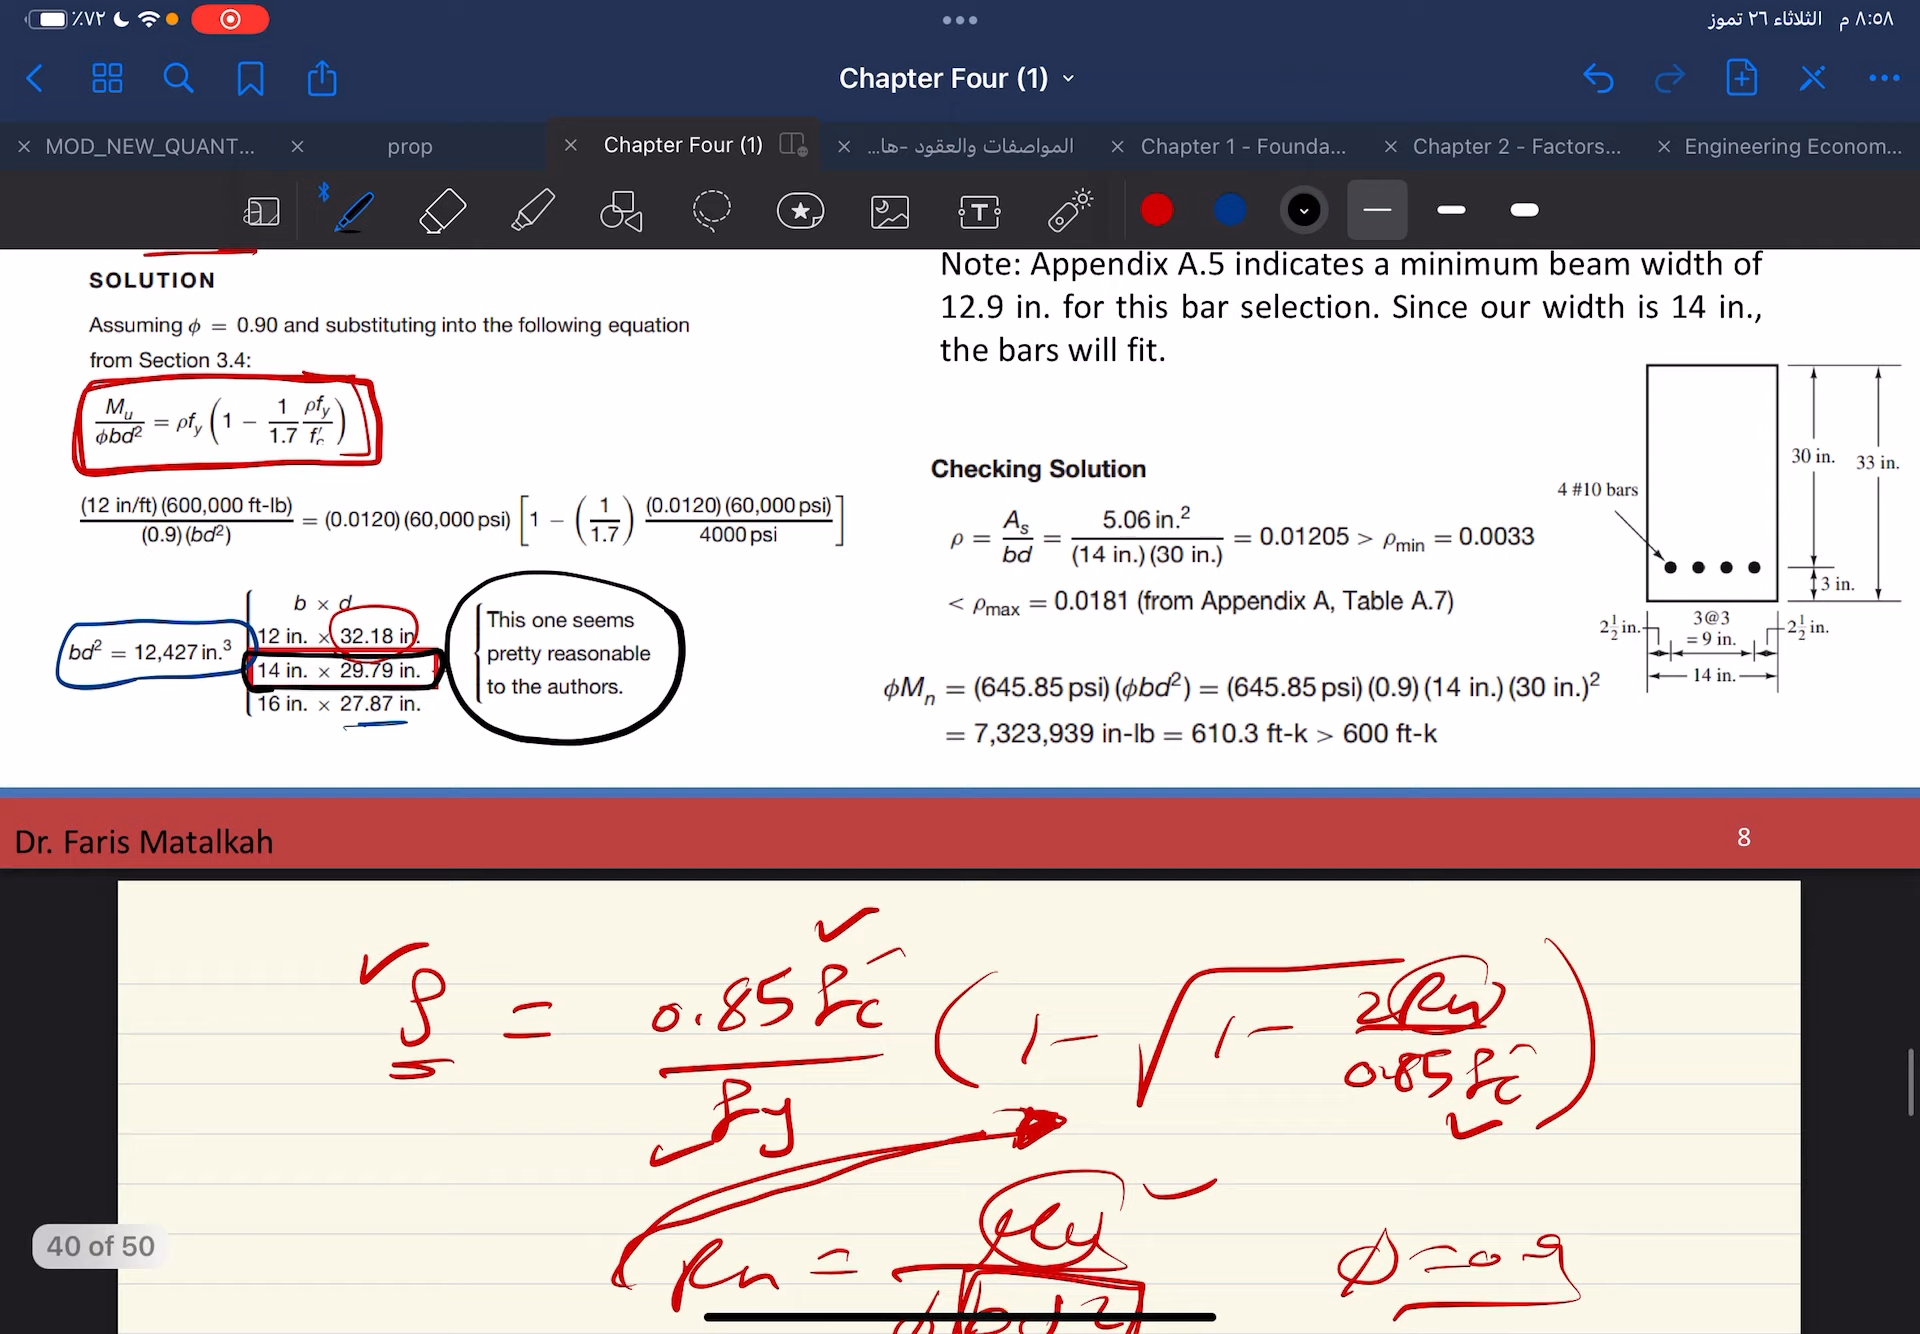 ٪٧٢
٨:٥٨ م الثلاثاء ٢٦ تموز
Chapter Four (1)
MOD_NEW_QUANT...
prop
Chapter Four (1)
المواصفات والعقود -ها...
Chapter 1 - Founda...
Chapter 2 - Factors...
Engineering Econom...
SOLUTION
Assuming ϕ = 0.90 and substituting into the following equation
from Section 3.4:
Mu/ϕbd² = ρfy (1 − 1/1.7 ρfy/f′c)
(12 in/ft) (600,000 ft-lb)/(0.9) (bd²) = (0.0120) (60,000 psi) [1 − (1/1.7) (0.0120) (60,000 psi)/4000 psi]
b × d
12 in. × 32.18 in.
bd² = 12,427 in.³
14 in. × 29.79 in.
16 in. × 27.87 in.
This one seems
pretty reasonable
to the authors.
Note: Appendix A.5 indicates a minimum beam width of
12.9 in. for this bar selection. Since our width is 14 in.,
the bars will fit.
Checking Solution
ρ = As/bd = 5.06 in.²/(14 in.) (30 in.) = 0.01205 > ρmin = 0.0033
< ρmax = 0.0181 (from Appendix A, Table A.7)
ϕMn = (645.85 psi) (ϕbd²) = (645.85 psi) (0.9) (14 in.) (30 in.)²
= 7,323,939 in-lb = 610.3 ft-k > 600 ft-k
4 #10 bars
30 in.
33 in.
3 in.
2½ in.
3@3
= 9 in.
2½ in.
14 in.
Dr. Faris Matalkah
8
ρ = 0.85 fc′/fy (1 − √1 − 2Rn/0.85 fc′)
Rn = Mu/ϕbd²
ϕ = 0.9
40 of 50